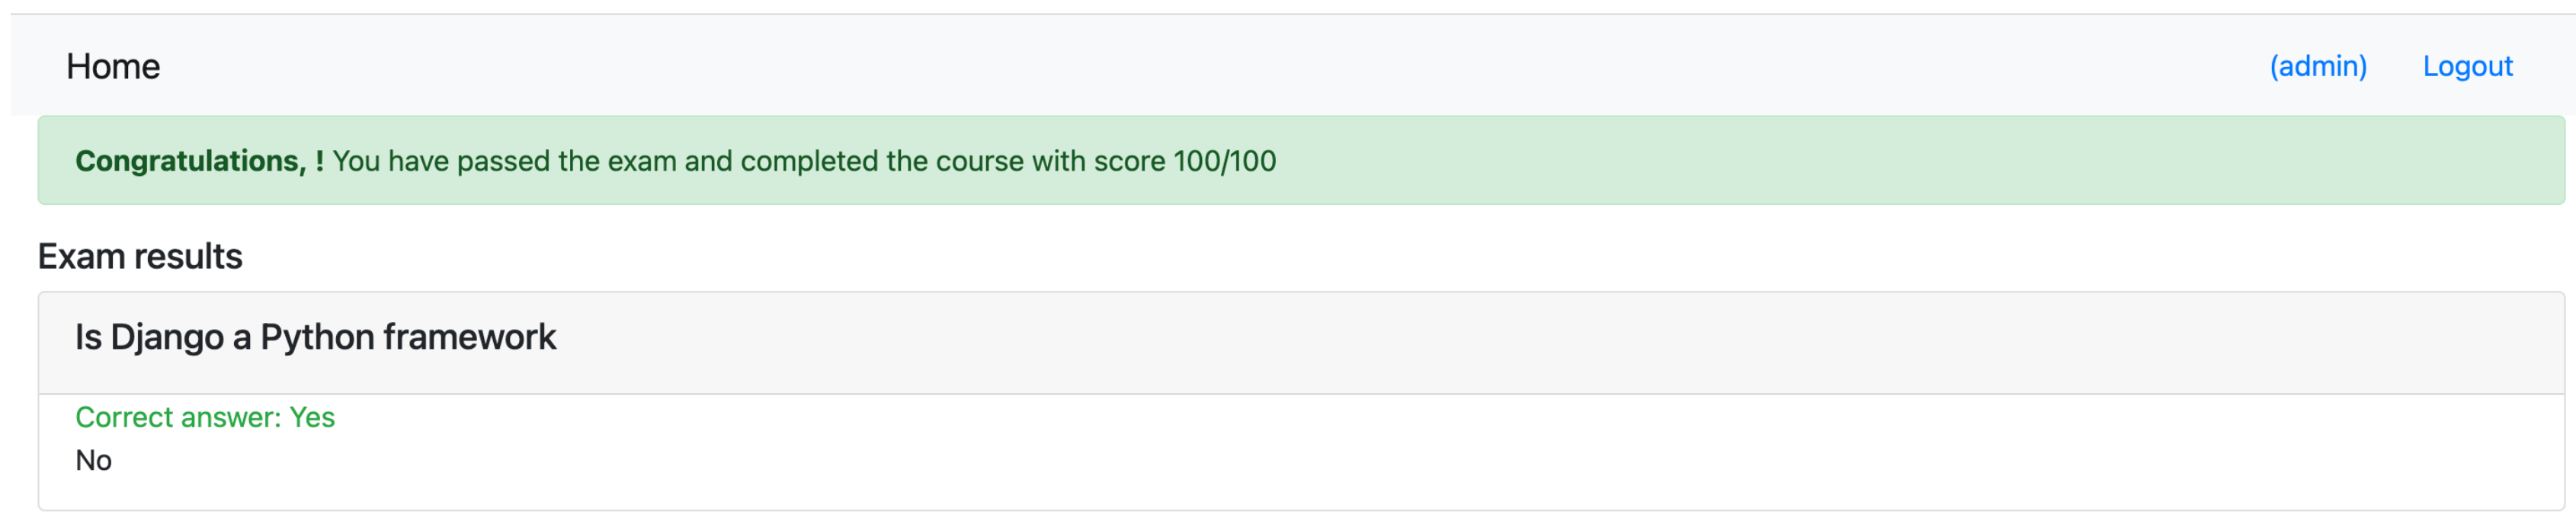 Home (admin) Logout
Congratulations, ! You have passed the exam and completed the course with score 100/100
Exam results
Is Django a Python framework
Correct answer: Yes
No